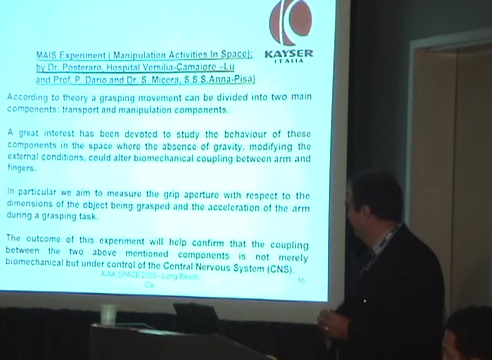 KAYSER
ITALIA
MAIS Experiment ( Manipulation Activities In Space);
by Dr. Posteraro, Hospital Versilia-Camaiore –Lu
and Prof. P. Dario and Dr. S. Micera, S.S.S.Anna-Pisa)
According to theory a grasping movement can be divided into two main
components: transport and manipulation components.
A great interest has been devoted to study the behaviour of these
components in the space where the absence of gravity, modifying the
external conditions, could alter biomechanical coupling between arm and
fingers.
In particular we aim to measure the grip aperture with respect to the
dimensions of the object being grasped and the acceleration of the arm
during a grasping task.
The outcome of this experiment will help confirm that the coupling
between the two above mentioned components is not merely
biomechanical but under control of the Central Nervous System (CNS).
AIAA SPACE 2003 - Long Beach,
Ca.
16